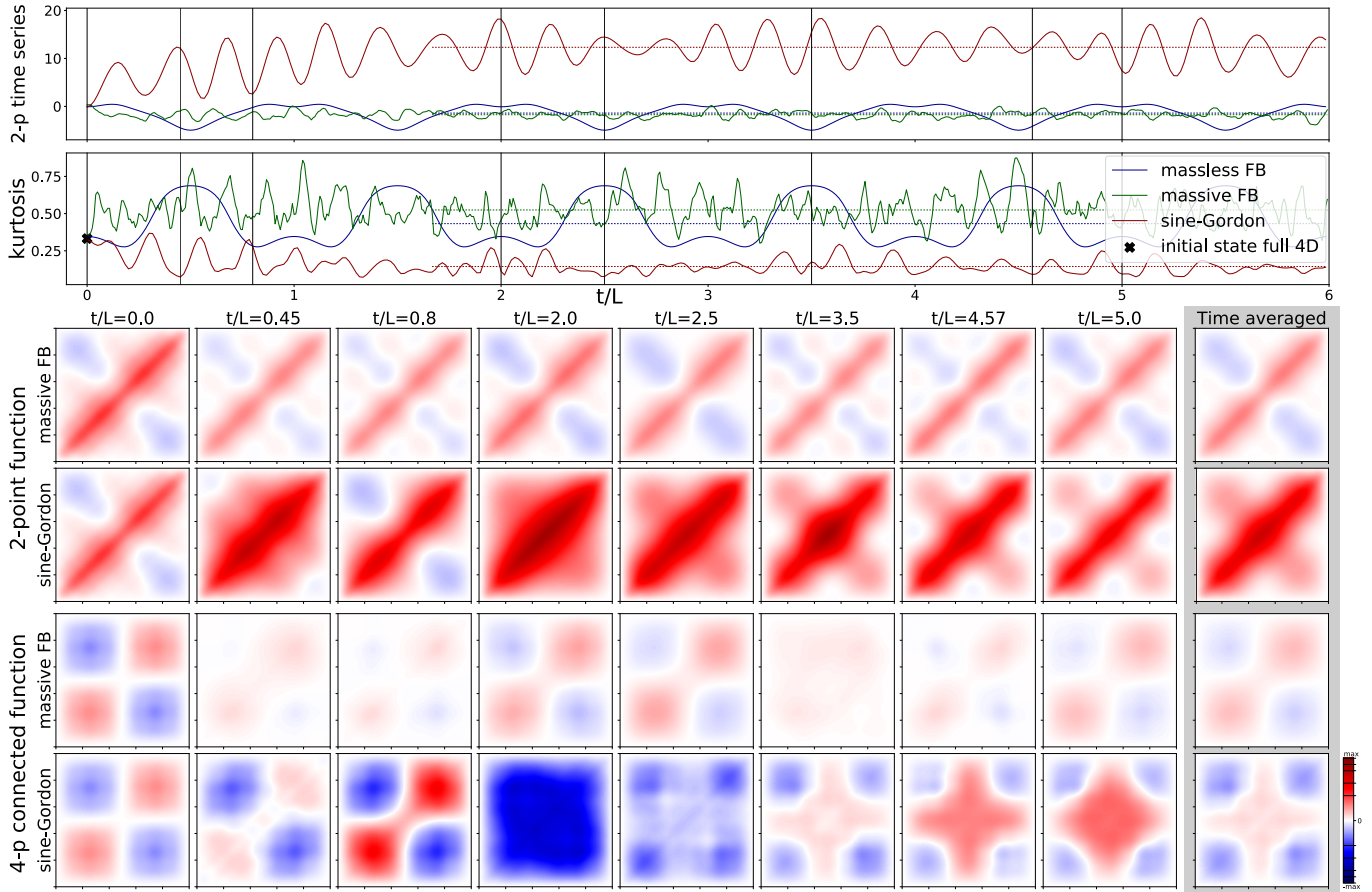 20
10
0
2-p time series
0.75
0.50
0.25
kurtosis
massless FB
massive FB
sine-Gordon
initial state full 4D
0 1 2 3 4 5 6
t/L
t/L=0.0 t/L=0.45 t/L=0.8 t/L=2.0 t/L=2.5 t/L=3.5 t/L=4.57 t/L=5.0 Time averaged
2-point function
massive FB
sine-Gordon
4-p connected function
massive FB
sine-Gordon
max
0
-max